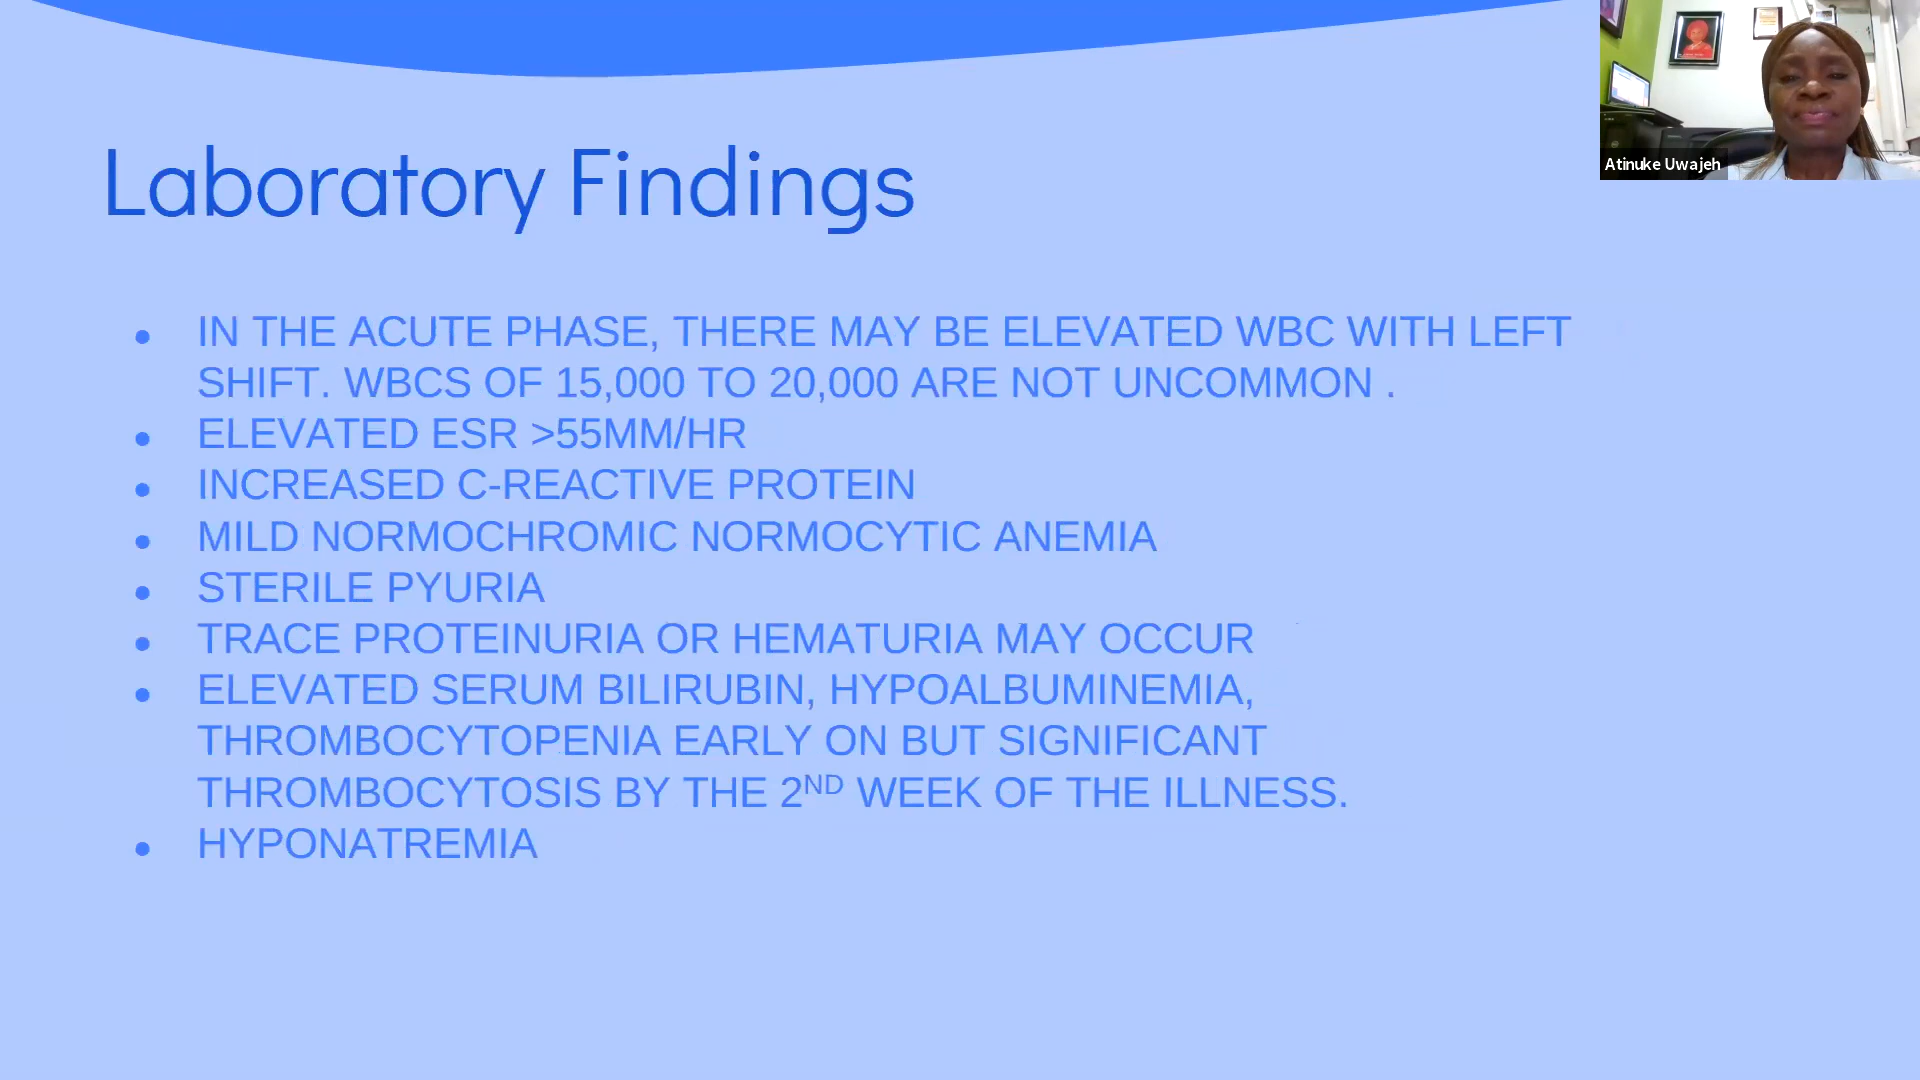 Laboratory Findings
Atinuke Uwajeh
IN THE ACUTE PHASE, THERE MAY BE ELEVATED WBC WITH LEFT
SHIFT. WBCS OF 15,000 TO 20,000 ARE NOT UNCOMMON .
ELEVATED ESR >55MM/HR
INCREASED C-REACTIVE PROTEIN
MILD NORMOCHROMIC NORMOCYTIC ANEMIA
STERILE PYURIA
TRACE PROTEINURIA OR HEMATURIA MAY OCCUR
ELEVATED SERUM BILIRUBIN, HYPOALBUMINEMIA,
THROMBOCYTOPENIA EARLY ON BUT SIGNIFICANT
THROMBOCYTOSIS BY THE 2ND WEEK OF THE ILLNESS.
HYPONATREMIA